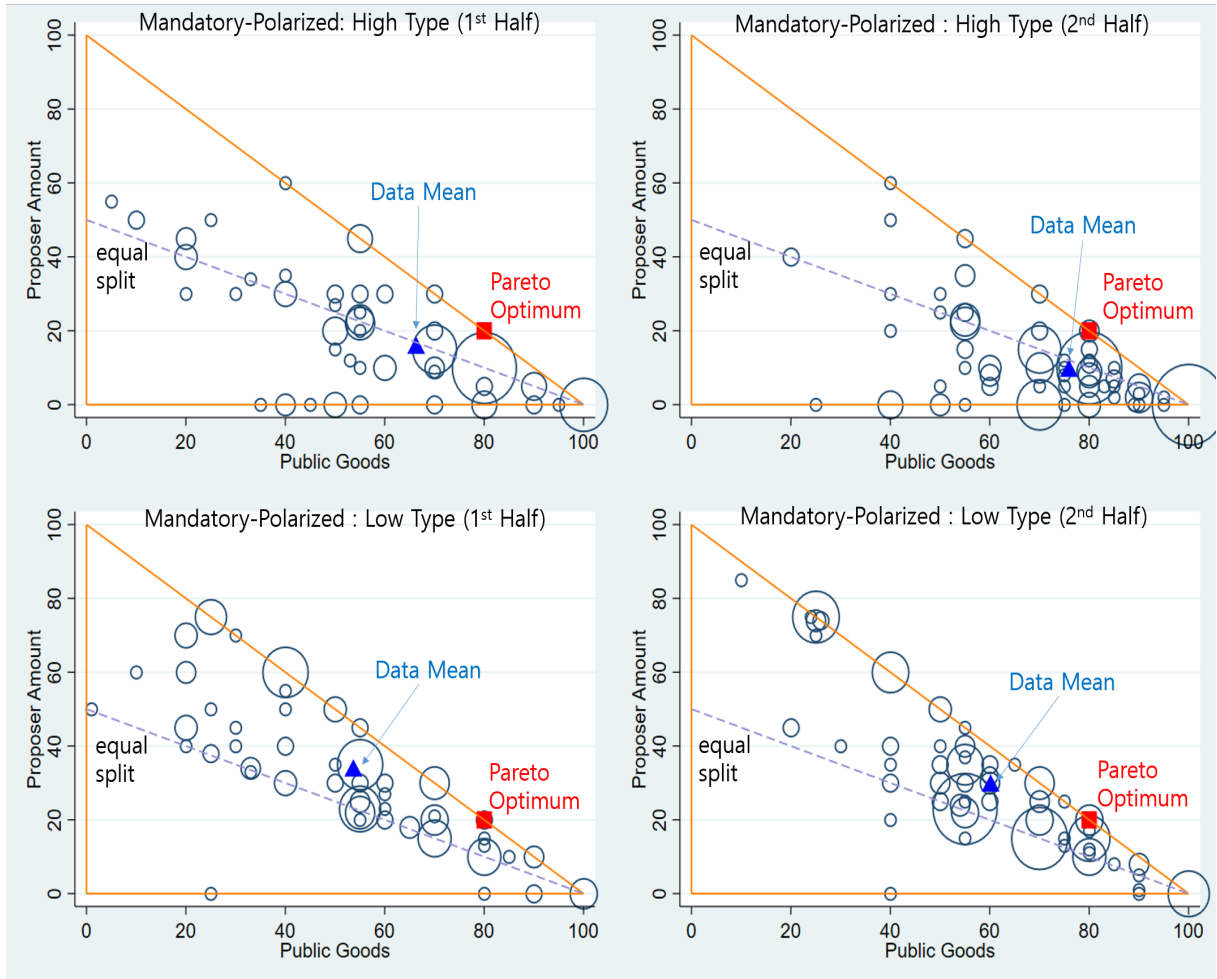 Mandatory-Polarized: High Type (1st Half)
Proposer Amount
100
80
60
40
20
0
Data Mean
equal
split
Pareto
Optimum
0 20 40 60 80 100
Public Goods
Mandatory-Polarized : High Type (2nd Half)
Proposer Amount
100
80
60
40
20
0
Data Mean
equal
split
Pareto
Optimum
0 20 40 60 80 100
Public Goods
Mandatory-Polarized : Low Type (1st Half)
Proposer Amount
100
80
60
40
20
0
Data Mean
equal
split
Pareto
Optimum
0 20 40 60 80 100
Public Goods
Mandatory-Polarized : Low Type (2nd Half)
Proposer Amount
100
80
60
40
20
0
Data Mean
equal
split
Pareto
Optimum
0 20 40 60 80 100
Public Goods